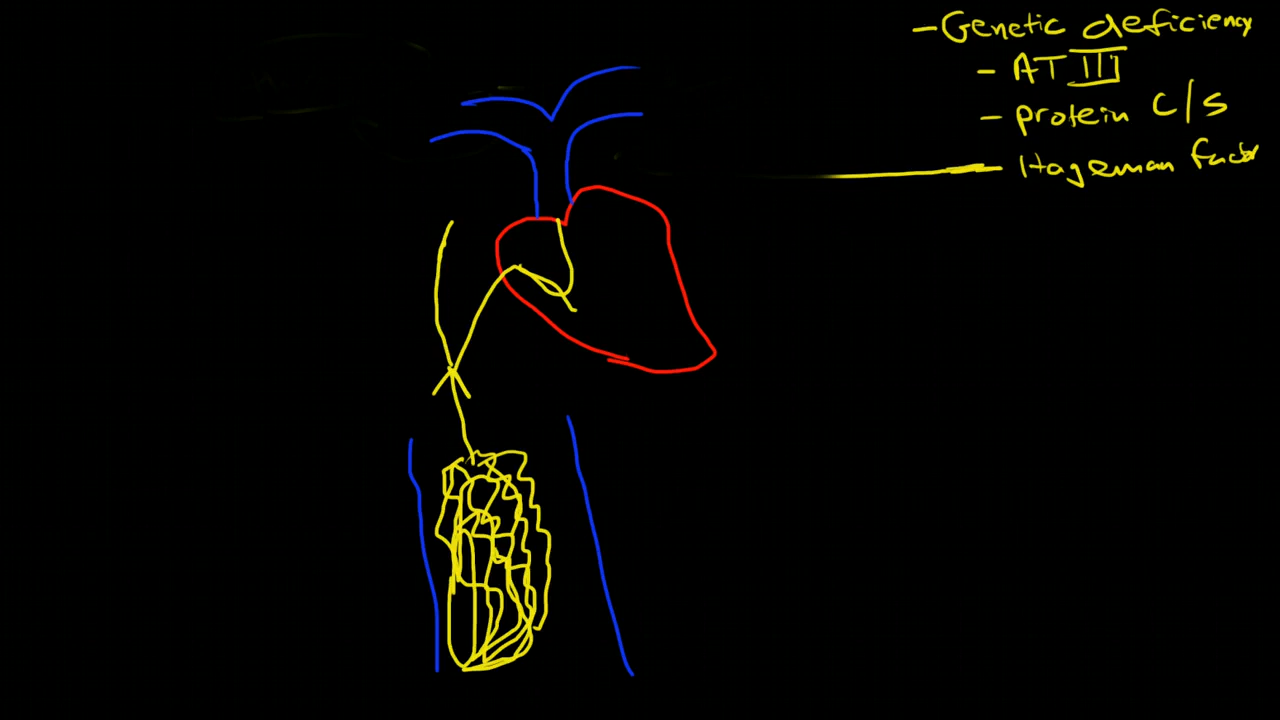 - Genetic deficiency
- AT III
- protein C/S
- Hageman factor